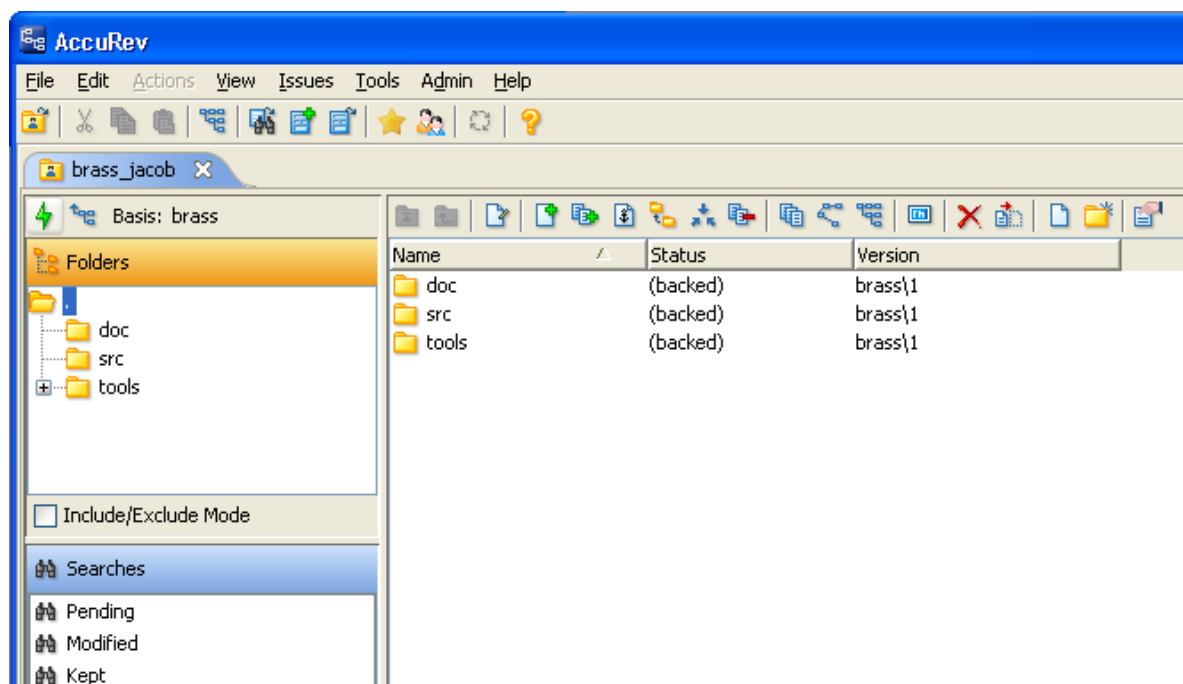 AccuRev
File Edit Actions View Issues Tools Admin Help
brass_jacob
Basis: brass
Folders
.
doc
src
tools
Include/Exclude Mode
Searches
Pending
Modified
Kept
Name Status Version
doc (backed) brass\1
src (backed) brass\1
tools (backed) brass\1